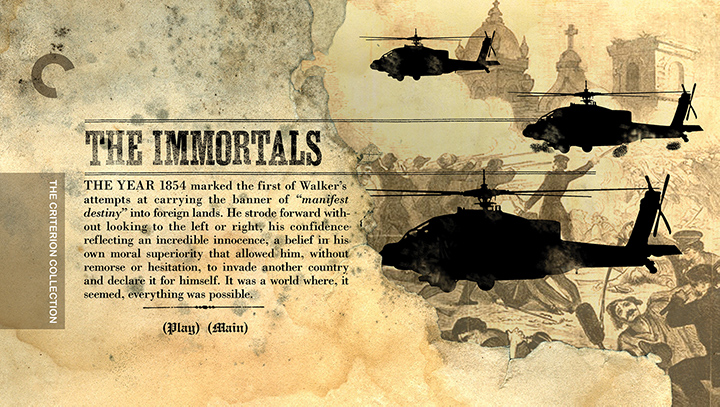 THE IMMORTALS
THE YEAR 1854 marked the first of Walker's
attempts at carrying the banner of "manifest
destiny" into foreign lands. He strode forward with-
out looking to the left or right, his confidence
reflecting an incredible innocence, a belief in his
own moral superiority that allowed him, without
remorse or hesitation, to invade another country
and declare it for himself. It was a world where, it
seemed, everything was possible.
(Play) (Main)
THE CRITERION COLLECTION